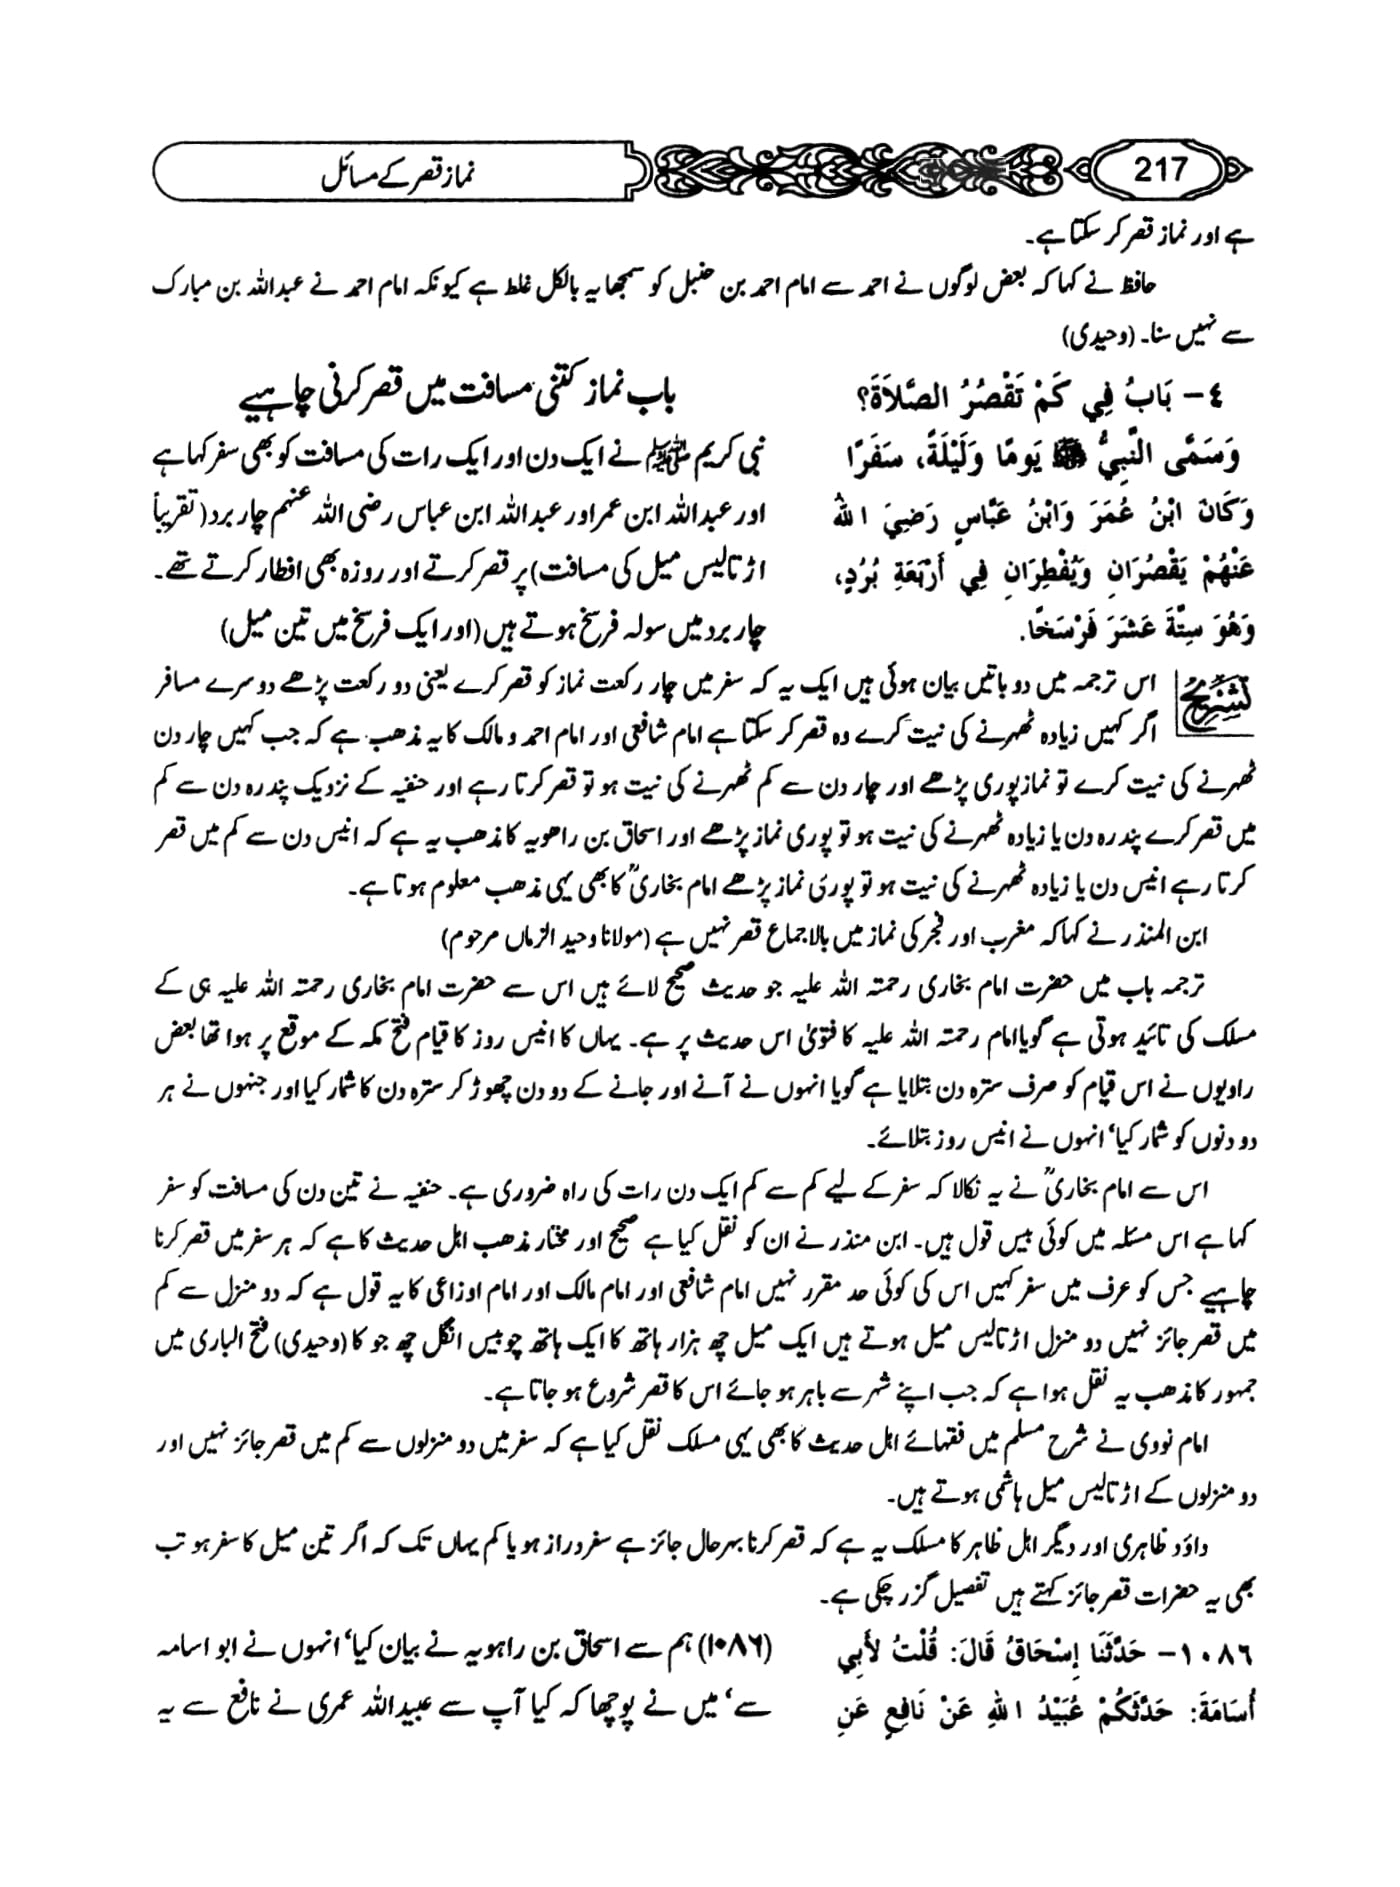 217
نماز قصر کے مسائل
ہے اور نماز قصر کر سکتا ہے۔
حافظ نے کہا کہ بعض لوگوں نے احمد سے امام احمد بن حنبل کو سمجھا یہ بالکل غلط ہے کیونکہ امام احمد نے عبداللہ بن مبارک
سے نہیں سنا۔ (وحیدی)
٤- بَابُ فِي كَمْ تَقْصُرُ الصَّلَاةَ؟
وَسَمَّى النَّبِيُّ ﷺ يَومًا وَلَيْلَةً، سَفَرًا
وَكَانَ ابْنُ عُمَرَ وَابْنُ عَبَّاسٍ رَضِيَ اللهُ
عَنْهُمْ يَقْصُرَانِ وَيُفْطِرَانِ فِي أَرْبَعَةِ بُرُدٍ،
وَهُوَ سِتَّةَ عَشَرَ فَرْسَخًا.
باب نماز کتنی مسافت میں قصر کرنی چاہیے
نبی کریم ﷺ نے ایک دن اور ایک رات کی مسافت کو بھی سفر کہا ہے
اور عبداللہ ابن عمر اور عبداللہ ابن عباس رضی اللہ عنہم چار برد (تقریباً
اڑتالیس میل کی مسافت) پر قصر کرتے اور روزہ بھی افطار کرتے تھے۔
چار برد میں سولہ فرسخ ہوتے ہیں (اور ایک فرسخ میں تین میل)
تشریح اس ترجمہ میں دو باتیں بیان ہوئی ہیں ایک یہ کہ سفر میں چار رکعت نماز کو قصر کرے یعنی دو رکعت پڑھے دوسرے مسافر
اگر کہیں زیادہ ٹھہرنے کی نیت کرے وہ قصر کر سکتا ہے امام شافعی اور امام احمد و مالک کا یہ مذھب ہے کہ جب کہیں چار دن
ٹھہرنے کی نیت کرے تو نماز پوری پڑھے اور چار دن سے کم ٹھہرنے کی نیت ہو تو قصر کرتا رہے اور حنفیہ کے نزدیک پندرہ دن سے کم
میں قصر کرے پندرہ دن یا زیادہ ٹھہرنے کی نیت ہو تو پوری نماز پڑھے اور اسحاق بن راھویہ کا مذھب یہ ہے کہ انیس دن سے کم میں قصر
کرتا رہے انیس دن یا زیادہ ٹھہرنے کی نیت ہو تو پوری نماز پڑھے امام بخاریؒ کا بھی یہی مذھب معلوم ہوتا ہے۔
ابن المنذر نے کہا کہ مغرب اور فجر کی نماز میں بالاجماع قصر نہیں ہے (مولانا وحید الزماں مرحوم)
ترجمہ باب میں حضرت امام بخاری رحمتہ اللہ علیہ جو حدیث صحیح لائے ہیں اس سے حضرت امام بخاری رحمتہ اللہ علیہ ہی کے
مسلک کی تائید ہوتی ہے گویا امام رحمتہ اللہ علیہ کا فتویٰ اس حدیث پر ہے۔ یہاں کا انیس روز کا قیام فتح مکہ کے موقع پر ہوا تھا بعض
راویوں نے اس قیام کو صرف سترہ دن بتلایا ہے گویا انہوں نے آنے اور جانے کے دو دن چھوڑ کر سترہ دن کا شمار کیا اور جنہوں نے ہر
دو دنوں کو شمار کیا‘ انہوں نے انیس روز بتلائے۔
اس سے امام بخاریؒ نے یہ نکالا کہ سفر کے لیے کم سے کم ایک دن رات کی راہ ضروری ہے۔ حنفیہ نے تین دن کی مسافت کو سفر
کہا ہے اس مسئلہ میں کوئی بیس قول ہیں۔ ابن منذر نے ان کو نقل کیا ہے صحیح اور مختار مذھب اہل حدیث کا ہے کہ ہر سفر میں قصر کرنا
چاہیے جس کو عرف میں سفر کہیں اس کی کوئی حد مقرر نہیں امام شافعی اور امام مالک اور امام اوزاعی کا یہ قول ہے کہ دو منزل سے کم
میں قصر جائز نہیں دو منزل اڑتالیس میل ہوتے ہیں ایک میل چھ ہزار ہاتھ کا ایک ہاتھ چوبیس انگل چھ جو کا (وحیدی) فتح الباری میں
جمہور کا مذھب یہ نقل ہوا ہے کہ جب اپنے شہر سے باہر ہو جائے اس کا قصر شروع ہو جاتا ہے۔
امام نووی نے شرح مسلم میں فقہائے اہل حدیث کا بھی یہی مسلک نقل کیا ہے کہ سفر میں دو منزلوں سے کم میں قصر جائز نہیں اور
دو منزلوں کے اڑتالیس میل ہاشمی ہوتے ہیں۔
داؤد ظاہری اور دیگر اہل ظاہر کا مسلک یہ ہے کہ قصر کرنا بہرحال جائز ہے سفر دراز ہو یا کم یہاں تک کہ اگر تین میل کا سفر ہو تب
بھی یہ حضرات قصر جائز کہتے ہیں تفصیل گزر چکی ہے۔
١٠٨٦- حَدَّثَنَا إِسْحَاقُ قَالَ: قُلْتُ لأَبِي
أُسَامَةَ: حَدَّثَكُمْ عُبَيْدُ اللهِ عَنْ نَافِعٍ عَنِ
(۱۰۸۶) ہم سے اسحاق بن راہویہ نے بیان کیا‘ انہوں نے ابو اسامہ
سے‘ میں نے پوچھا کہ کیا آپ سے عبیداللہ عمری نے نافع سے یہ